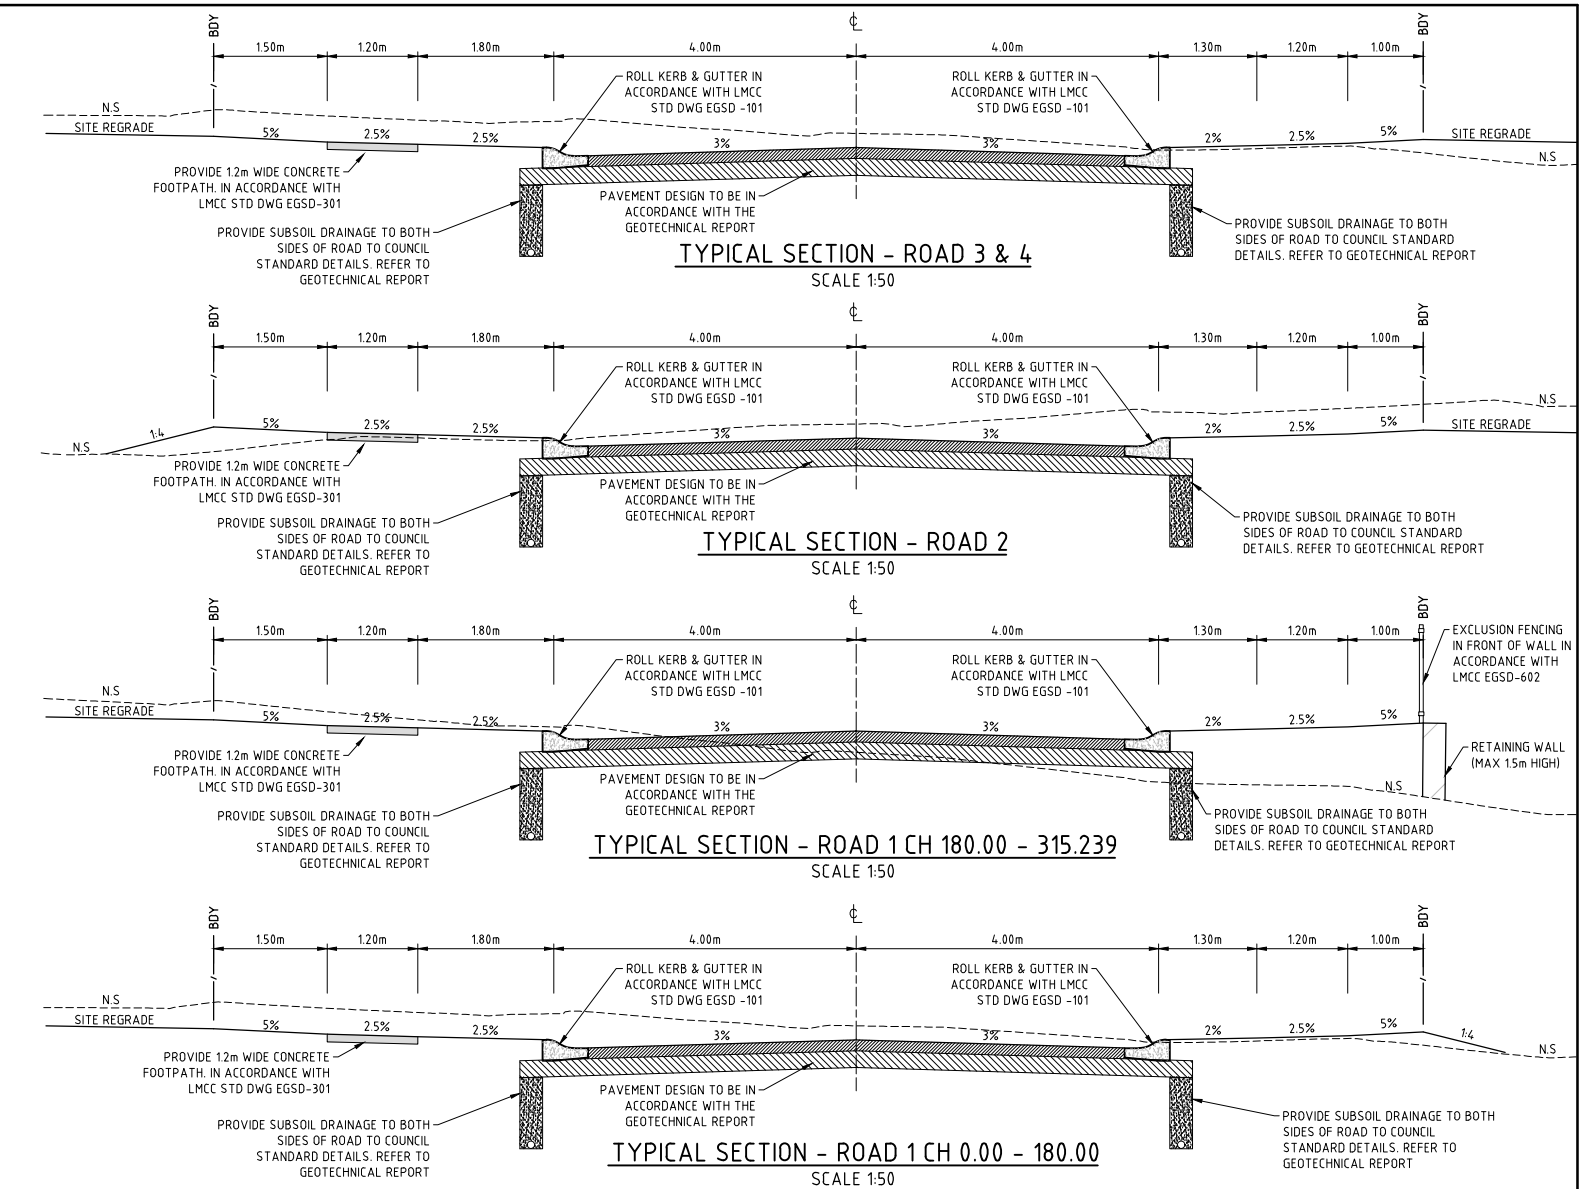 BDY
℄
BDY
1.50m 1.20m 1.80m 4.00m 4.00m 1.30m 1.20m 1.00m
ROLL KERB & GUTTER IN
ACCORDANCE WITH LMCC
STD DWG EGSD -101
ROLL KERB & GUTTER IN
ACCORDANCE WITH LMCC
STD DWG EGSD -101
N.S
SITE REGRADE
5% 2.5% 2.5% 3% 3% 2% 2.5% 5%
SITE REGRADE
N.S
PROVIDE 1.2m WIDE CONCRETE
FOOTPATH. IN ACCORDANCE WITH
LMCC STD DWG EGSD-301
PAVEMENT DESIGN TO BE IN
ACCORDANCE WITH THE
GEOTECHNICAL REPORT
PROVIDE SUBSOIL DRAINAGE TO BOTH
SIDES OF ROAD TO COUNCIL
STANDARD DETAILS. REFER TO
GEOTECHNICAL REPORT
PROVIDE SUBSOIL DRAINAGE TO BOTH
SIDES OF ROAD TO COUNCIL STANDARD
DETAILS. REFER TO GEOTECHNICAL REPORT
TYPICAL SECTION - ROAD 3 & 4
SCALE 1:50
BDY
℄
BDY
1.50m 1.20m 1.80m 4.00m 4.00m 1.30m 1.20m 1.00m
ROLL KERB & GUTTER IN
ACCORDANCE WITH LMCC
STD DWG EGSD -101
ROLL KERB & GUTTER IN
ACCORDANCE WITH LMCC
STD DWG EGSD -101
N.S
1:4
5% 2.5% 2.5% 3% 3% 2% 2.5% 5%
N.S
SITE REGRADE
PROVIDE 1.2m WIDE CONCRETE
FOOTPATH. IN ACCORDANCE WITH
LMCC STD DWG EGSD-301
PAVEMENT DESIGN TO BE IN
ACCORDANCE WITH THE
GEOTECHNICAL REPORT
PROVIDE SUBSOIL DRAINAGE TO BOTH
SIDES OF ROAD TO COUNCIL
STANDARD DETAILS. REFER TO
GEOTECHNICAL REPORT
PROVIDE SUBSOIL DRAINAGE TO BOTH
SIDES OF ROAD TO COUNCIL STANDARD
DETAILS. REFER TO GEOTECHNICAL REPORT
TYPICAL SECTION - ROAD 2
SCALE 1:50
BDY
℄
BDY
1.50m 1.20m 1.80m 4.00m 4.00m 1.30m 1.20m 1.00m
ROLL KERB & GUTTER IN
ACCORDANCE WITH LMCC
STD DWG EGSD -101
ROLL KERB & GUTTER IN
ACCORDANCE WITH LMCC
STD DWG EGSD -101
EXCLUSION FENCING
IN FRONT OF WALL IN
ACCORDANCE WITH
LMCC EGSD-602
N.S
SITE REGRADE
5% 2.5% 2.5% 3% 3% 2% 2.5% 5%
RETAINING WALL
(MAX 1.5m HIGH)
N.S
PROVIDE 1.2m WIDE CONCRETE
FOOTPATH. IN ACCORDANCE WITH
LMCC STD DWG EGSD-301
PAVEMENT DESIGN TO BE IN
ACCORDANCE WITH THE
GEOTECHNICAL REPORT
PROVIDE SUBSOIL DRAINAGE TO BOTH
SIDES OF ROAD TO COUNCIL
STANDARD DETAILS. REFER TO
GEOTECHNICAL REPORT
PROVIDE SUBSOIL DRAINAGE TO BOTH
SIDES OF ROAD TO COUNCIL STANDARD
DETAILS. REFER TO GEOTECHNICAL REPORT
TYPICAL SECTION - ROAD 1 CH 180.00 - 315.239
SCALE 1:50
BDY
℄
BDY
1.50m 1.20m 1.80m 4.00m 4.00m 1.30m 1.20m 1.00m
ROLL KERB & GUTTER IN
ACCORDANCE WITH LMCC
STD DWG EGSD -101
ROLL KERB & GUTTER IN
ACCORDANCE WITH LMCC
STD DWG EGSD -101
N.S
SITE REGRADE
5% 2.5% 2.5% 3% 3% 2% 2.5% 5%
1:4
N.S
PROVIDE 1.2m WIDE CONCRETE
FOOTPATH. IN ACCORDANCE WITH
LMCC STD DWG EGSD-301
PAVEMENT DESIGN TO BE IN
ACCORDANCE WITH THE
GEOTECHNICAL REPORT
PROVIDE SUBSOIL DRAINAGE TO BOTH
SIDES OF ROAD TO COUNCIL
STANDARD DETAILS. REFER TO
GEOTECHNICAL REPORT
PROVIDE SUBSOIL DRAINAGE TO BOTH
SIDES OF ROAD TO COUNCIL
STANDARD DETAILS. REFER TO
GEOTECHNICAL REPORT
TYPICAL SECTION - ROAD 1 CH 0.00 - 180.00
SCALE 1:50